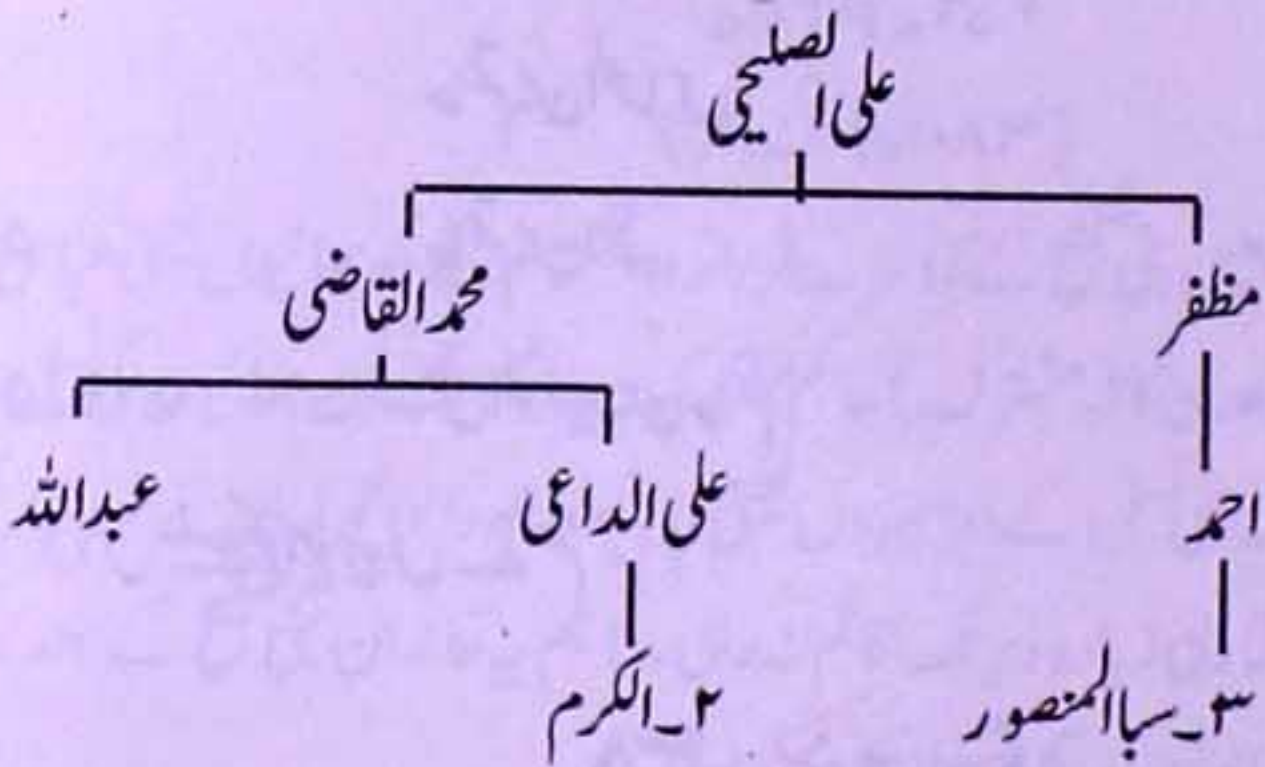 علی الصلیحی
مظفر محمد القاضی
احمد علی الداعی عبداللہ
۳۔سبا المنصور ۲۔الکرم